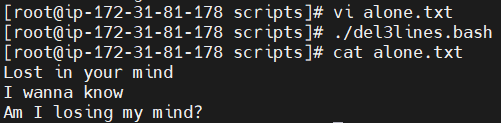 [root@ip-172-31-81-178 scripts]# vi alone.txt
[root@ip-172-31-81-178 scripts]# ./del3lines.bash
[root@ip-172-31-81-178 scripts]# cat alone.txt
Lost in your mind
I wanna know
Am I losing my mind?